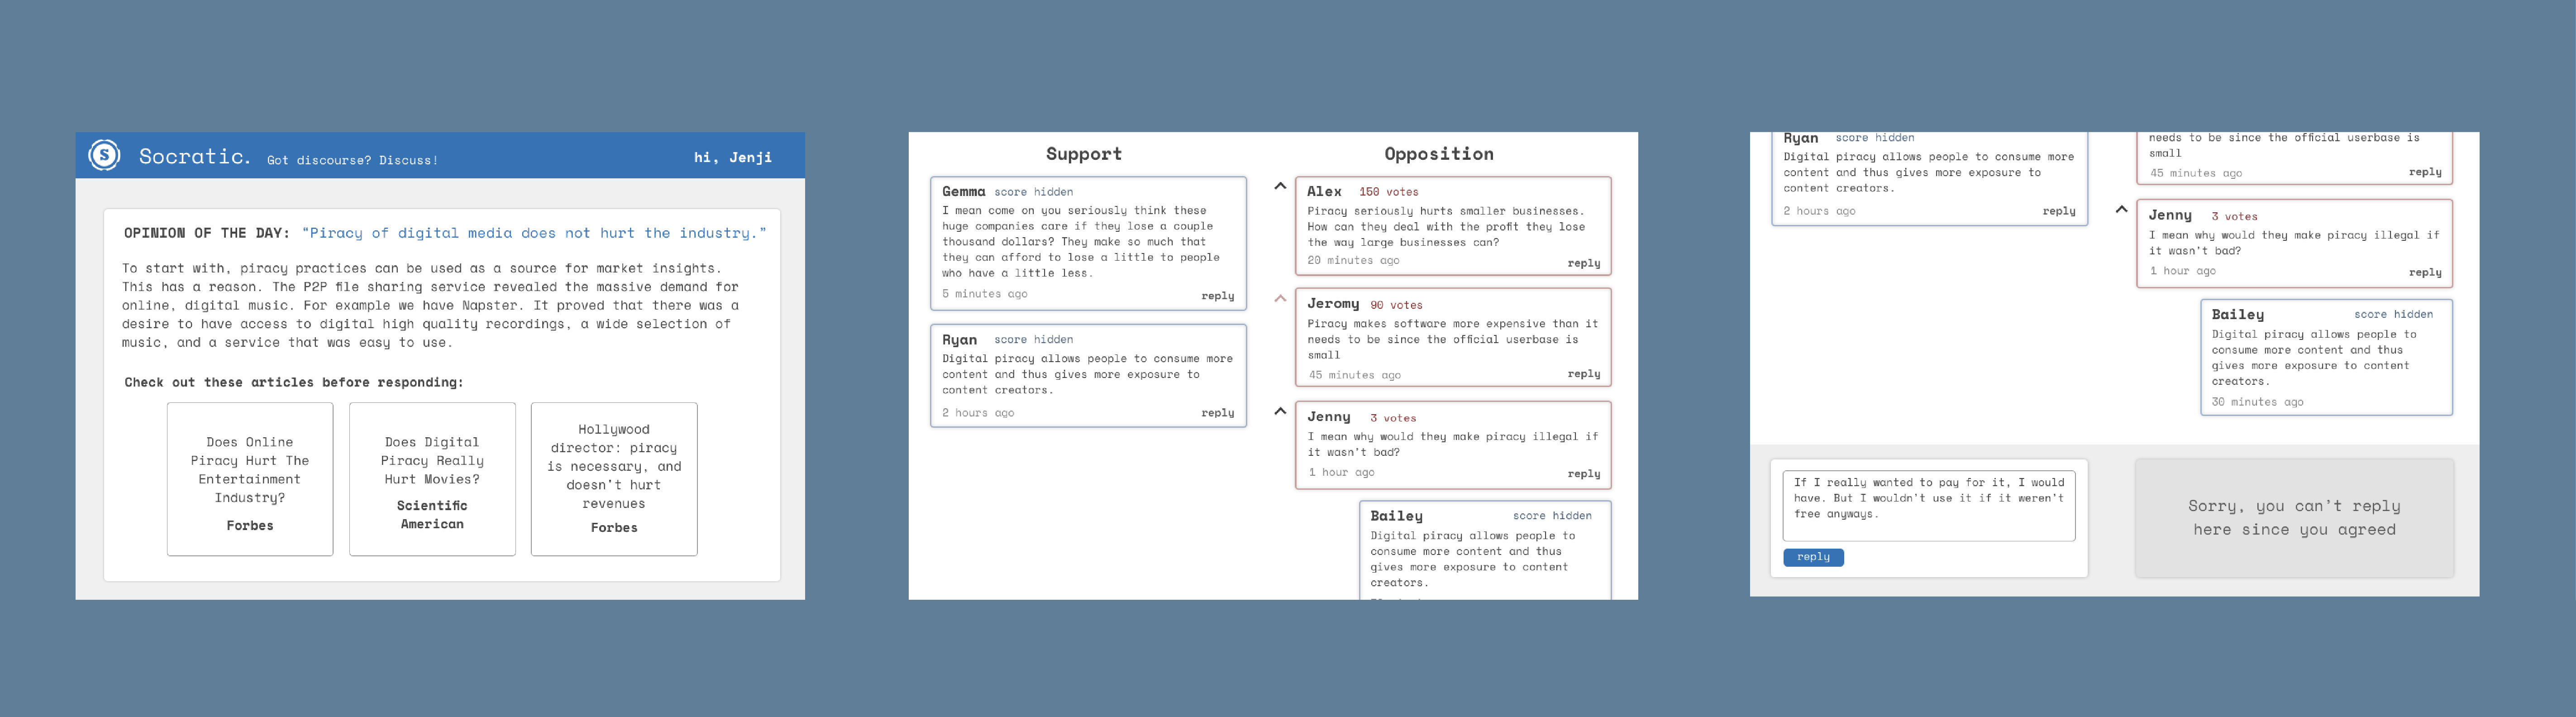 S
Socratic. Got discourse? Discuss!
hi, Jenji
OPINION OF THE DAY: “Piracy of digital media does not hurt the industry.”
To start with, piracy practices can be used as a source for market insights.
This has a reason. The P2P file sharing service revealed the massive demand for
online, digital music. For example we have Napster. It proved that there was a
desire to have access to digital high quality recordings, a wide selection of
music, and a service that was easy to use.
Check out these articles before responding:
Does Online
Piracy Hurt The
Entertainment
Industry?
Forbes
Does Digital
Piracy Really
Hurt Movies?
Scientific
American
Hollywood
director: piracy
is necessary, and
doesn’t hurt
revenues
Forbes
Support
Gemma score hidden
I mean come on you seriously think these
huge companies care if they lose a couple
thousand dollars? They make so much that
they can afford to lose a little to people
who have a little less.
5 minutes ago
reply
Ryan score hidden
Digital piracy allows people to consume more
content and thus gives more exposure to
content creators.
2 hours ago
reply
Opposition
Alex 150 votes
Piracy seriously hurts smaller businesses.
How can they deal with the profit they lose
the way large businesses can?
20 minutes ago
reply
Jeromy 90 votes
Piracy makes software more expensive than it
needs to be since the official userbase is
small
45 minutes ago
reply
Jenny 3 votes
I mean why would they make piracy illegal if
it wasn’t bad?
1 hour ago
reply
Bailey score hidden
Digital piracy allows people to
consume more content and thus
gives more exposure to content
creators.
Ryan score hidden
Digital piracy allows people to consume more
content and thus gives more exposure to
content creators.
2 hours ago
reply
needs to be since the official userbase is
small
45 minutes ago
reply
Jenny 3 votes
I mean why would they make piracy illegal if
it wasn’t bad?
1 hour ago
reply
Bailey score hidden
Digital piracy allows people to
consume more content and thus
gives more exposure to content
creators.
30 minutes ago
If I really wanted to pay for it, I would
have. But I wouldn’t use it if it weren’t
free anyways.
reply
Sorry, you can’t reply
here since you agreed